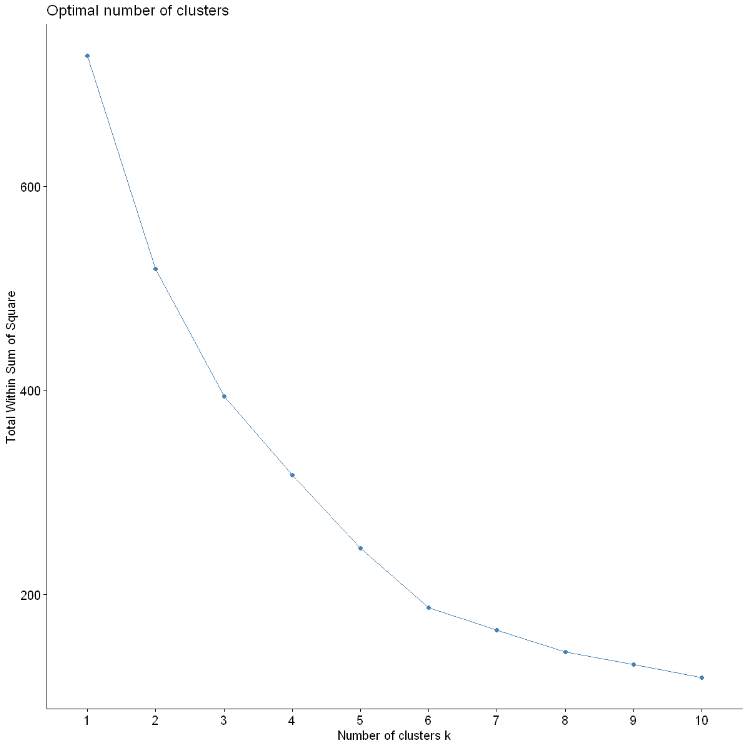 Optimal number of clusters
Total Within Sum of Square
600
400
200
1 2 3 4 5 6 7 8 9 10
Number of clusters k